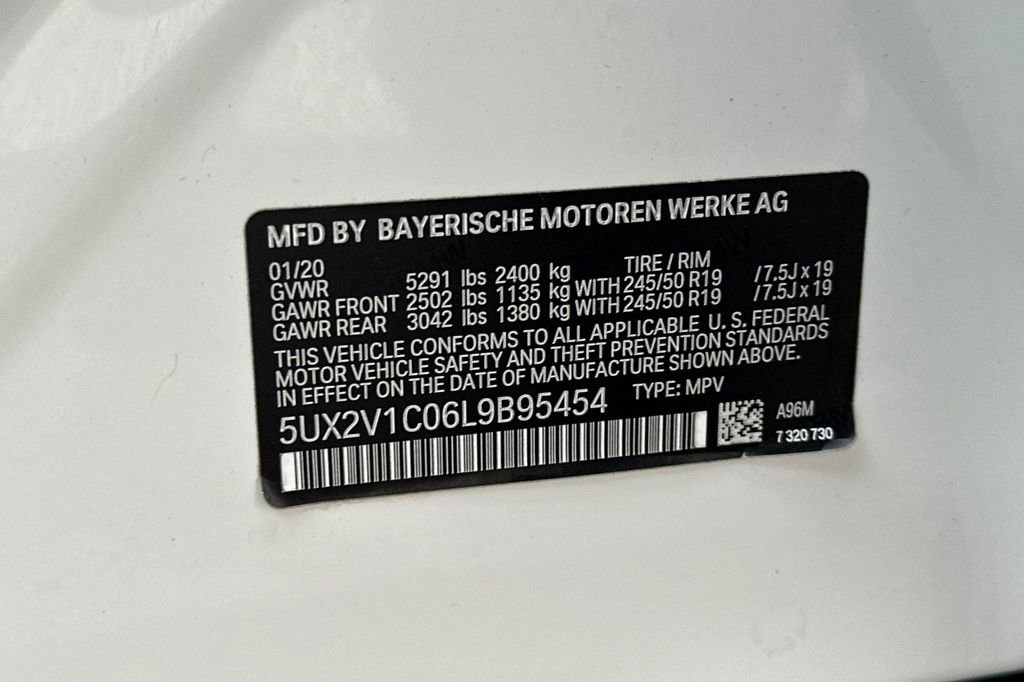 MFD BY BAYERISCHE MOTOREN WERKE AG
01/20 TIRE / RIM
GVWR 5291 lbs 2400 kg
GAWR FRONT 2502 lbs 1135 kg WITH 245/50 R19 /7.5J x 19
GAWR REAR 3042 lbs 1380 kg WITH 245/50 R19 /7.5J x 19
THIS VEHICLE CONFORMS TO ALL APPLICABLE U. S. FEDERAL
MOTOR VEHICLE SAFETY AND THEFT PREVENTION STANDARDS
IN EFFECT ON THE DATE OF MANUFACTURE SHOWN ABOVE.
5UX2V1C06L9B95454 TYPE: MPV
A96M
7 320 730